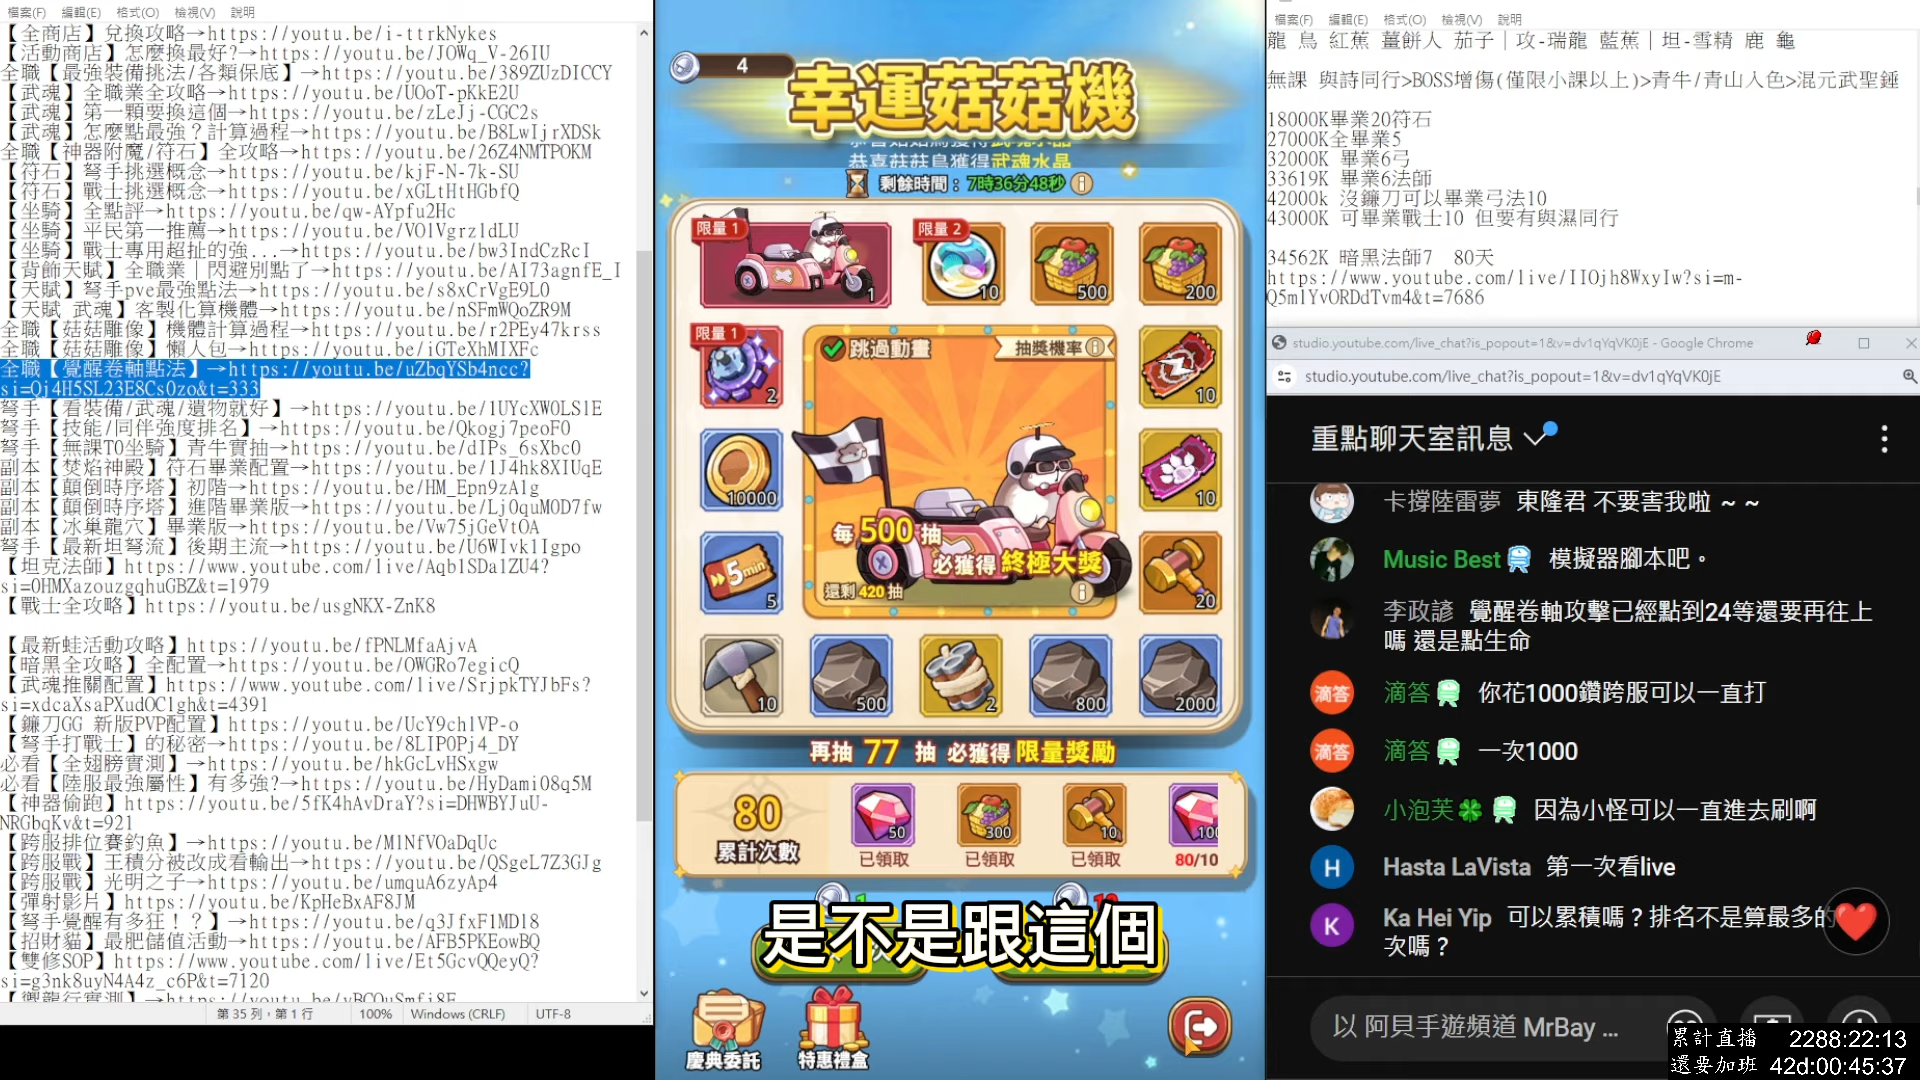 檔案(F) 編輯(E) 格式(O) 檢視(V) 說明
【全商店】兌換攻略→https://youtu.be/i-ttrkNykes
【活動商店】怎麼換最好?→https://youtu.be/JOWq_V-26IU
全職【最強裝備挑法/各類保底】→https://youtu.be/389ZUzDICCY
【武魂】全職業全攻略→https://youtu.be/UOoT-pKkE2U
【武魂】第一顆要換這個→https://youtu.be/zLeJj-CGC2s
【武魂】怎麼點最強？計算過程→https://youtu.be/B8LwIjrXDSk
全職【神器附魔/符石】全攻略→https://youtu.be/26Z4NMTPOKM
【符石】弩手挑選概念→https://youtu.be/kjF-N-7k-SU
【符石】戰士挑選概念→https://youtu.be/xGLtHtHGbfQ
【坐騎】全點評→https://youtu.be/qw-AYpfu2Hc
【坐騎】平民第一推薦→https://youtu.be/VO1Vgrz1dLU
【坐騎】戰士專用超扯的強...→https://youtu.be/bw3IndCzRcI
【背飾天賦】全職業｜閃避別點了→https://youtu.be/AI73agnfE_I
【天賦】弩手pve最強點法→https://youtu.be/s8xCrVgE9L0
【天賦 武魂】客製化算機體→https://youtu.be/nSFmWQoZR9M
全職【菇菇雕像】機體計算過程→https://youtu.be/r2PEy47krss
全職【菇菇雕像】懶人包→https://youtu.be/iGTeXhMIXFc
全職【覺醒卷軸點法】→https://youtu.be/uZbqYSb4ncc?
si=Qj4H5SL23E8Cs0zo&t=333
弩手【看裝備/武魂/遺物就好】→https://youtu.be/1UYcXW0LS1E
弩手【技能/同伴強度排名】→https://youtu.be/Qkogj7peoF0
弩手【無課T0坐騎】青牛實抽→https://youtu.be/dIPs_6sXbc0
副本【焚焰神殿】符石畢業配置→https://youtu.be/1J4hk8XIUqE
副本【顛倒時序塔】初階→https://youtu.be/HM_Epn9zA1g
副本【顛倒時序塔】進階畢業版→https://youtu.be/Lj0quM0D7fw
副本【冰巢龍穴】畢業版→https://youtu.be/Vw75jGeVtOA
弩手【最新坦弩流】後期主流→https://youtu.be/U6WIvk1Igpo
【坦克法師】→https://www.youtube.com/live/Aqb1SDa1ZU4?
si=0HMXazouzgqhuGBZ&t=1979
【戰士全攻略】https://youtu.be/usgNKX-ZnK8
【最新蛙活動攻略】https://youtu.be/fPNLMfaAjvA
【暗黑全攻略】全配置→https://youtu.be/OWGRo7egicQ
【武魂推關配置】https://www.youtube.com/live/SrjpkTYJbFs?
si=xdcaXsaPXudOC1gh&t=4391
【鐮刀GG 新版PVP配置】https://youtu.be/UcY9ch1VP-o
【弩手打戰士】的秘密→https://youtu.be/8LIP0Pj4_DY
必看【全翅膀實測】→https://youtu.be/hkGcLvHSxgw
必看【陸服最強屬性】有多強?→https://youtu.be/HyDami08q5M
【神器偷跑】https://youtu.be/5fK4hAvDraY?si=DHWBYJuU-
NRGbqKv&t=921
【跨服排位賽釣魚】→https://youtu.be/M1NfVOaDqUc
【跨服戰】王積分被改成看輸出→https://youtu.be/QSgeL7Z3GJg
【跨服戰】光明之子→https://youtu.be/umquA6zyAp4
【彈射影片】https://youtu.be/KpHeBxAF8JM
【弩手覺醒有多狂！？】→https://youtu.be/q3JfxF1MD18
【招財貓】最肥儲值活動→https://youtu.be/AFB5PKEowBQ
【雙修SOP】https://www.youtube.com/live/Et5GcvQQeyQ?
si=g3nk8uyN4A4z_c6P&t=7120
第 35 列，第 1 行 100% Windows (CRLF) UTF-8
4
幸運菇菇機
恭喜菇菇烏獲得武魂水晶
剩餘時間：7時36分48秒
限量 1
1
限量 2
10
500
200
限量 1
2
跳過動畫
抽獎機率
10
10000
10
每500抽
必獲得 終極大獎
還剩420抽
5min
5
20
10
500
2
800
2000
再抽 77 抽 必獲得 限量獎勵
80
累計次數
50
已領取
300
已領取
10
已領取
100
80/10
是不是跟這個
慶典委託
特惠禮盒
檔案(F) 編輯(E) 格式(O) 檢視(V) 說明
龍 鳥 紅蕉 薑餅人 茄子｜攻-瑞龍 藍蕉｜坦-雪精 鹿 龜
無課 與詩同行>BOSS增傷(僅限小課以上)>青牛/青山入色>混元武聖錘
18000K畢業20符石
27000K全畢業5
32000K 畢業6弓
33619K 畢業6法師
42000k 沒鐮刀可以畢業弓法10
43000K 可畢業戰士10 但要有與濕同行
34562K 暗黑法師7 80天
https://www.youtube.com/live/IIOjh8WxyIw?si=m-
Q5mlYvORDdTvm4&t=7686
studio.youtube.com/live_chat?is_popout=1&v=dv1qYqVK0jE - Google Chrome
studio.youtube.com/live_chat?is_popout=1&v=dv1qYqVK0jE
重點聊天室訊息
卡撐陸雷夢 東隆君 不要害我啦 ~ ~
Music Best 模擬器腳本吧。
李政諺 覺醒卷軸攻擊已經點到24等還要再往上
嗎 還是點生命
滴答 滴答 你花1000鑽跨服可以一直打
滴答 滴答 一次1000
小泡芙🍀 因為小怪可以一直進去刷啊
H Hasta LaVista 第一次看live
K Ka Hei Yip 可以累積嗎？排名不是算最多的
次嗎？
以 阿貝手遊頻道 MrBay ...
累計直播 2288:22:13
還要加班 42d:00:45:37